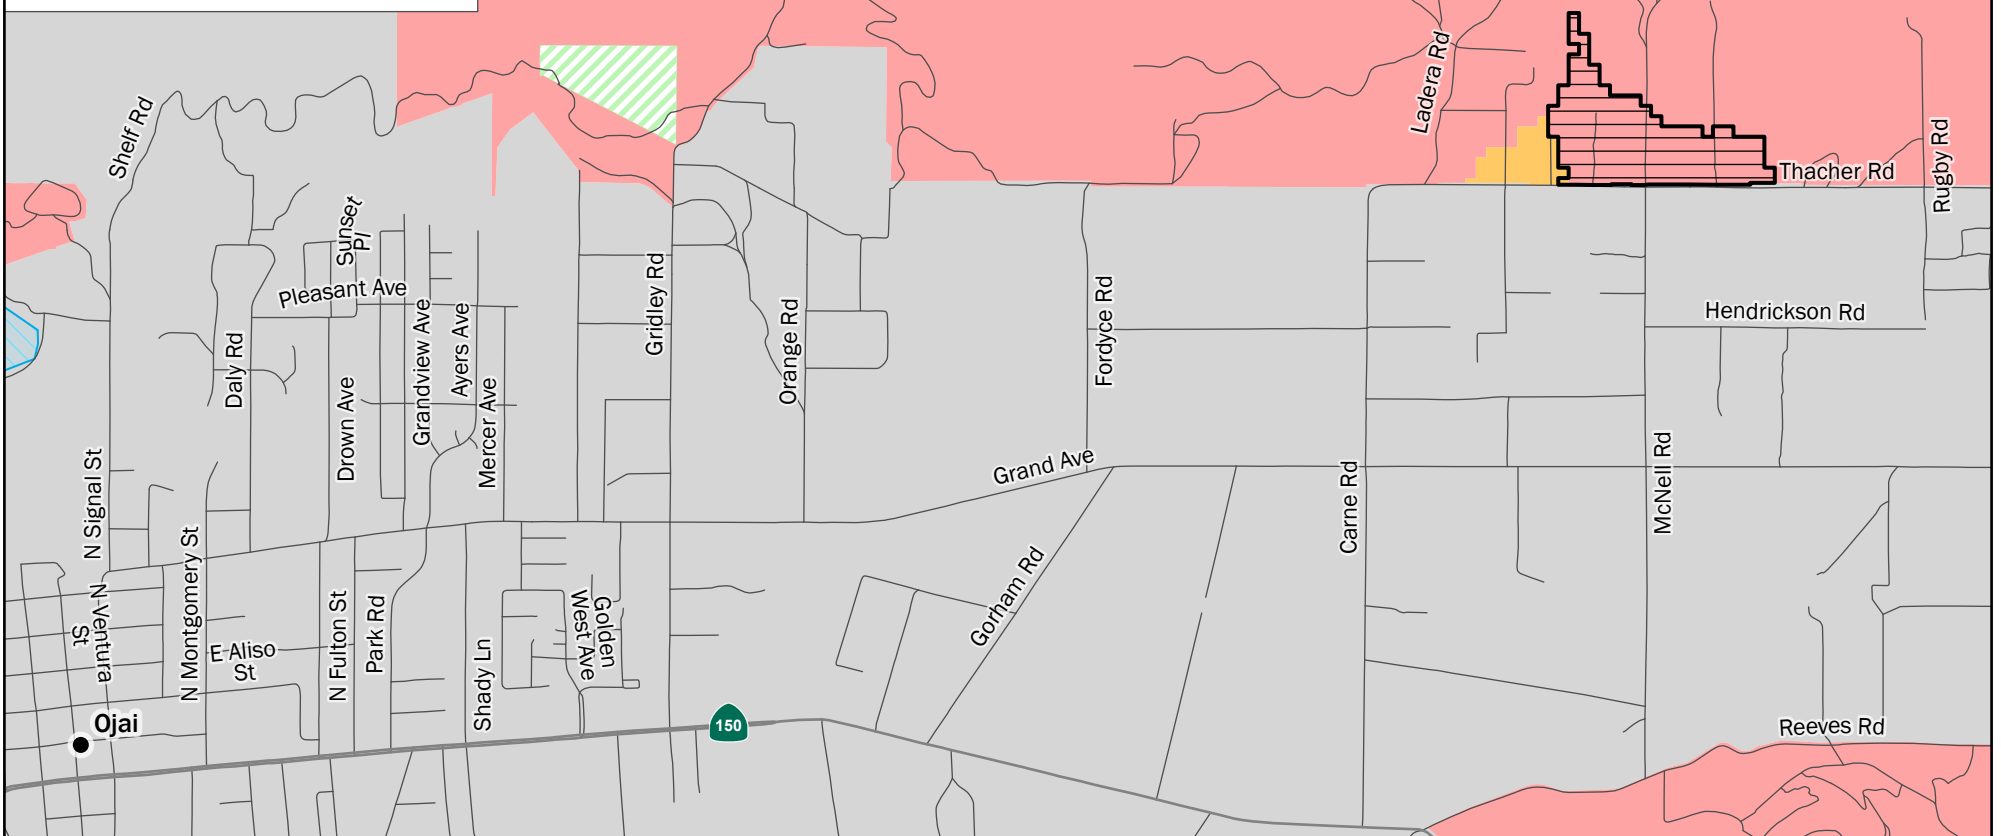 Ladera Rd
Shelf Rd
Thacher Rd
Rugby Rd
Sunset
Pl
Pleasant Ave
Gridley Rd
Fordyce Rd
Hendrickson Rd
Daly Rd
Grandview Ave
Ayers Ave
Orange Rd
Drown Ave
Mercer Ave
N Signal St
Grand Ave
Carne Rd
McNell Rd
N Montgomery St
N Ventura
St
E Aliso
St
N Fulton St
Park Rd
Shady Ln
Golden
West Ave
Gorham Rd
Ojai
150
Reeves Rd